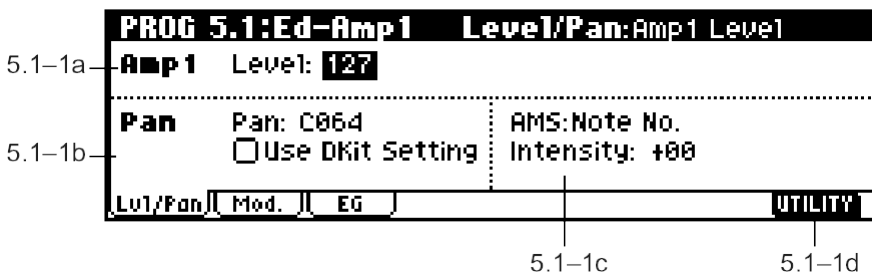 PROG 5.1:Ed-Amp1 Level/Pan:Amp1 Level
5.1–1a Amp1 Level: 127
Pan Pan: C064 AMS:Note No.
5.1–1b Use DKit Setting Intensity: +00
Lvl/Pan Mod. EG UTILITY
5.1–1c 5.1–1d